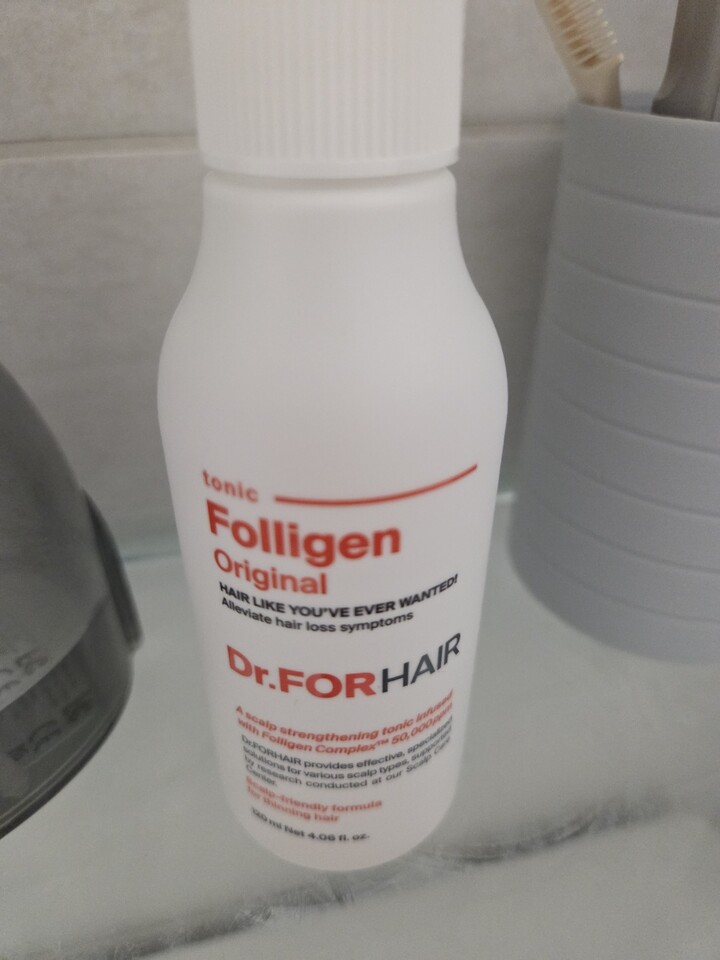 tonic
Folligen
Original
HAIR LIKE YOU'VE EVER WANTED!
Alleviate hair loss symptoms
Dr.FORHAIR
A scalp strengthening tonic infused
with Folligen Complex™ 50,000ppm
Dr.FORHAIR provides effective, specialized
solutions for various scalp types, supported
by research conducted at our Scalp Care
Center.
Scalp-friendly formula
for thinning hair
120 ml Net 4.06 fl. oz.